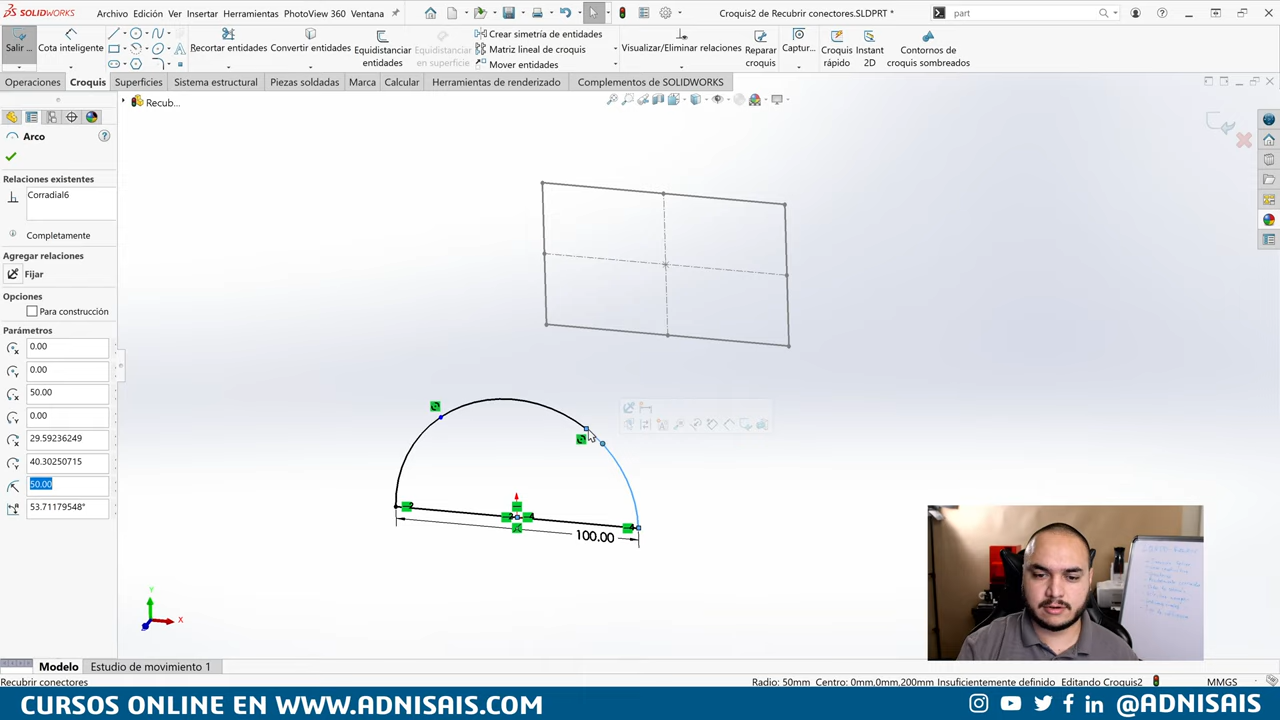 SOLIDWORKS
Archivo Edición Ver Insertar Herramientas PhotoView 360 Ventana
Croquis2 de Recubrir conectores.SLDPRT *
part
Salir ...
Cota inteligente
Recortar entidades
Convertir entidades
Equidistanciar entidades
Equidistanciar en superficie
Crear simetría de entidades
Matriz lineal de croquis
Mover entidades
Visualizar/Eliminar relaciones
Reparar croquis
Captur...
Croquis rápido
Instant 2D
Contornos de croquis sombreados
Operaciones Croquis Superficies Sistema estructural Piezas soldadas Marca Calcular Herramientas de renderizado Complementos de SOLIDWORKS
Recub...
Arco
Relaciones existentes
Corradial6
Completamente
Agregar relaciones
Fijar
Opciones
Para construcción
Parámetros
0.00
0.00
50.00
0.00
29.59236249
40.30250715
50.00
53.71179548°
100.00
Y
X
Modelo Estudio de movimiento 1
Recubrir conectores
Radio: 50mm Centro: 0mm,0mm,200mm Insuficientemente definido Editando Croquis2
MMGS
CURSOS ONLINE EN WWW.ADNISAIS.COM
@ADNISAIS